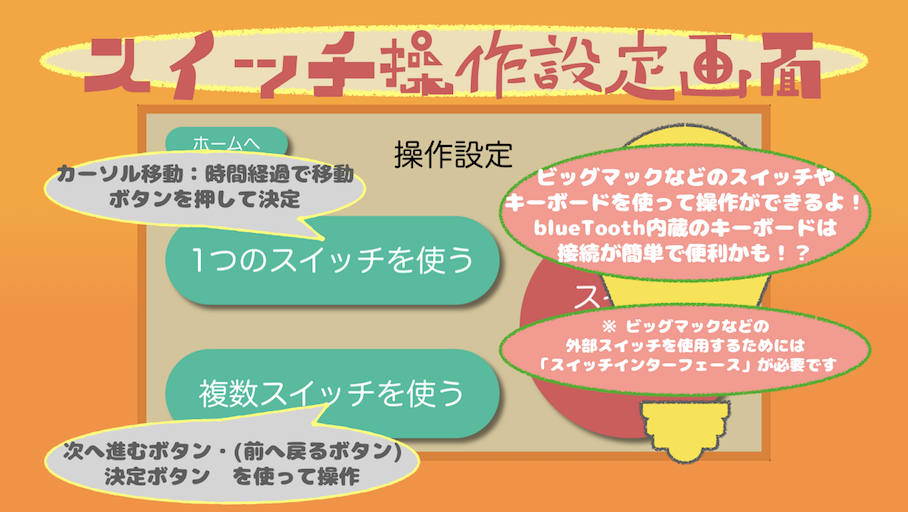 スイッチ操作設定画面
ホームへ
操作設定
カーソル移動：時間経過で移動
ボタンを押して決定
1つのスイッチを使う
ビッグマックなどのスイッチや
キーボードを使って操作ができるよ！
blueTooth内蔵のキーボードは
接続が簡単で便利かも！？
ス
※ ビッグマックなどの
外部スイッチを使用するためには
「スイッチインターフェース」が必要です
複数スイッチを使う
次へ進むボタン・(前へ戻るボタン)
決定ボタン　を使って操作